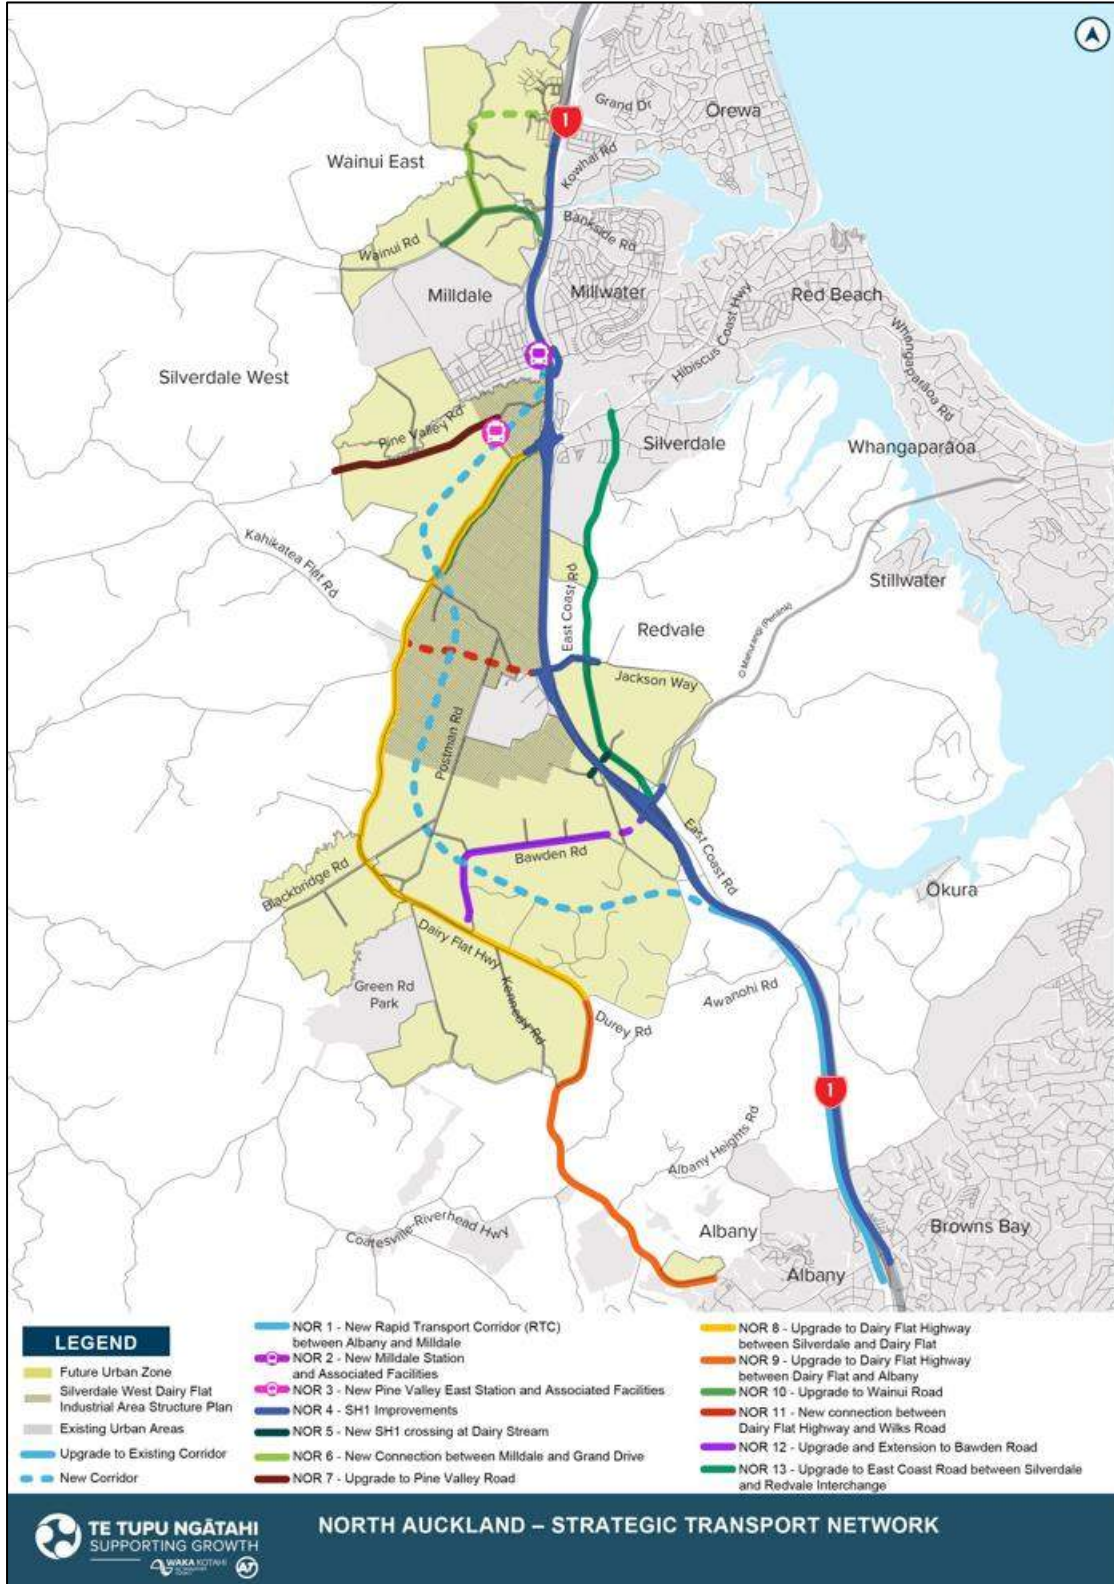 1
Grand Dr
Orewa
Wainui East
Kowhai Rd
Bankside Rd
Wainui Rd
Milldale
Millwater
Red Beach
Hibiscus Coast Hwy
Whangaparāoa Rd
Silverdale West
Pine Valley Rd
Silverdale
Whangaparāoa
Kahikatea Flat Rd
Stillwater
East Coast Rd
Redvale
O Mahurangi (Penlink)
Jackson Way
Postman Rd
Bawden Rd
East Coast Rd
Blackbridge Rd
Okura
Dairy Flat Hwy
Green Rd
Park
Kennedy Rd
Awanohi Rd
Durey Rd
1
Albany Heights Rd
Coatesville-Riverhead Hwy
Albany
Browns Bay
Albany
LEGEND
Future Urban Zone
Silverdale West Dairy Flat
Industrial Area Structure Plan
Existing Urban Areas
Upgrade to Existing Corridor
New Corridor
NOR 1 - New Rapid Transport Corridor (RTC)
between Albany and Milldale
NOR 2 - New Milldale Station
and Associated Facilities
NOR 3 - New Pine Valley East Station and Associated Facilities
NOR 4 - SH1 Improvements
NOR 5 - New SH1 crossing at Dairy Stream
NOR 6 - New Connection between Milldale and Grand Drive
NOR 7 - Upgrade to Pine Valley Road
NOR 8 - Upgrade to Dairy Flat Highway
between Silverdale and Dairy Flat
NOR 9 - Upgrade to Dairy Flat Highway
between Dairy Flat and Albany
NOR 10 - Upgrade to Wainui Road
NOR 11 - New connection between
Dairy Flat Highway and Wilks Road
NOR 12 - Upgrade and Extension to Bawden Road
NOR 13 - Upgrade to East Coast Road between Silverdale
and Redvale Interchange
TE TUPU NGĀTAHI
SUPPORTING GROWTH
WAKA KOTAHI
AT
NORTH AUCKLAND – STRATEGIC TRANSPORT NETWORK